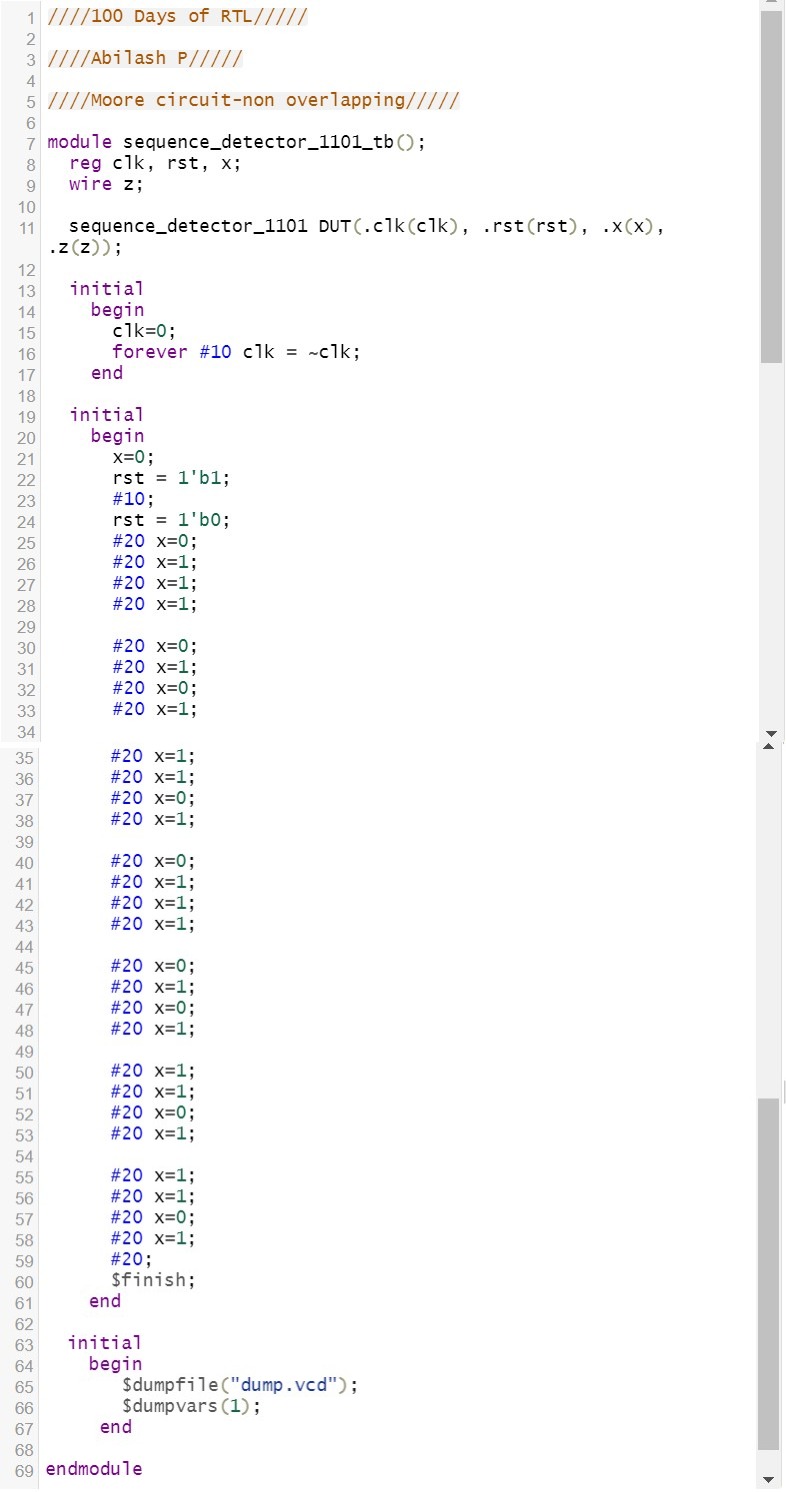 1 ////100 Days of RTL/////
2
3 ////Abilash P/////
4
5 ////Moore circuit-non overlapping/////
6
7 module sequence_detector_1101_tb();
8 reg clk, rst, x;
9 wire z;
10
11 sequence_detector_1101 DUT(.clk(clk), .rst(rst), .x(x),
.z(z));
12
13 initial
14 begin
15 clk=0;
16 forever #10 clk = ~clk;
17 end
18
19 initial
20 begin
21 x=0;
22 rst = 1'b1;
23 #10;
24 rst = 1'b0;
25 #20 x=0;
26 #20 x=1;
27 #20 x=1;
28 #20 x=1;
29
30 #20 x=0;
31 #20 x=1;
32 #20 x=0;
33 #20 x=1;
34
35 #20 x=1;
36 #20 x=1;
37 #20 x=0;
38 #20 x=1;
39
40 #20 x=0;
41 #20 x=1;
42 #20 x=1;
43 #20 x=1;
44
45 #20 x=0;
46 #20 x=1;
47 #20 x=0;
48 #20 x=1;
49
50 #20 x=1;
51 #20 x=1;
52 #20 x=0;
53 #20 x=1;
54
55 #20 x=1;
56 #20 x=1;
57 #20 x=0;
58 #20 x=1;
59 #20;
60 $finish;
61 end
62
63 initial
64 begin
65 $dumpfile("dump.vcd");
66 $dumpvars(1);
67 end
68
69 endmodule